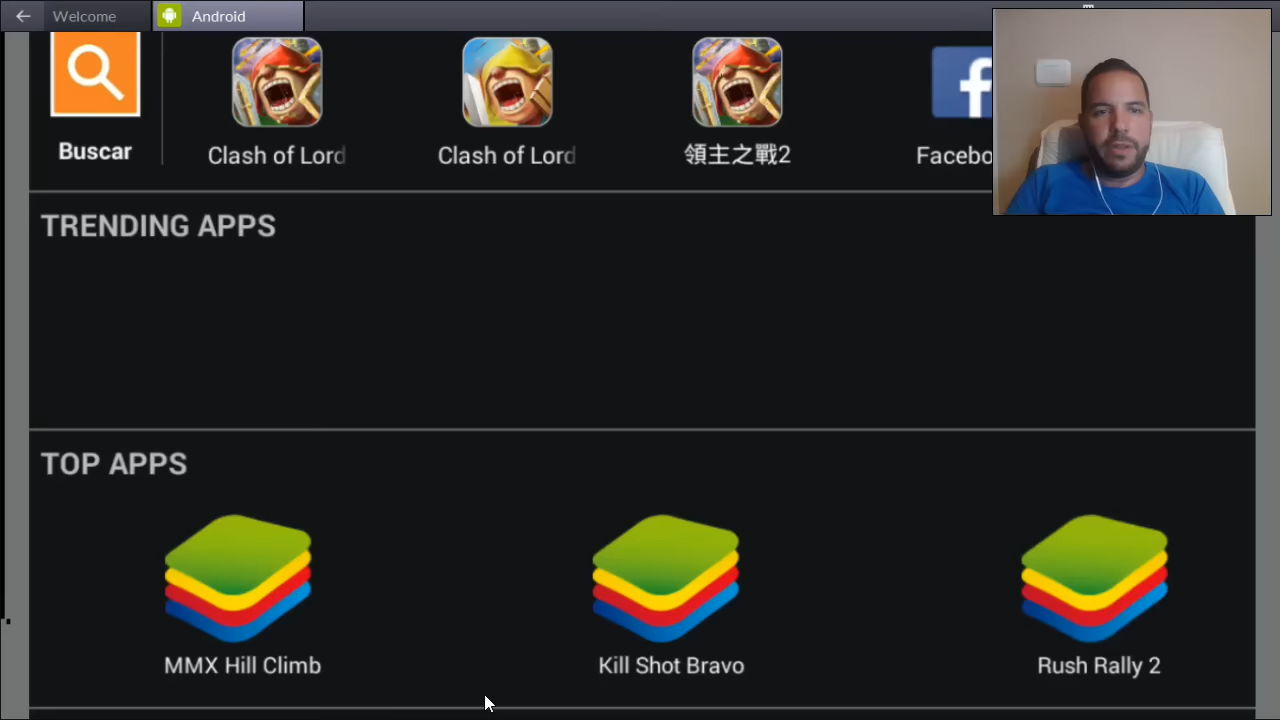 Welcome
Android
Buscar
Clash of Lord
Clash of Lord
領主之戰2
Facebo
TRENDING APPS
TOP APPS
MMX Hill Climb
Kill Shot Bravo
Rush Rally 2